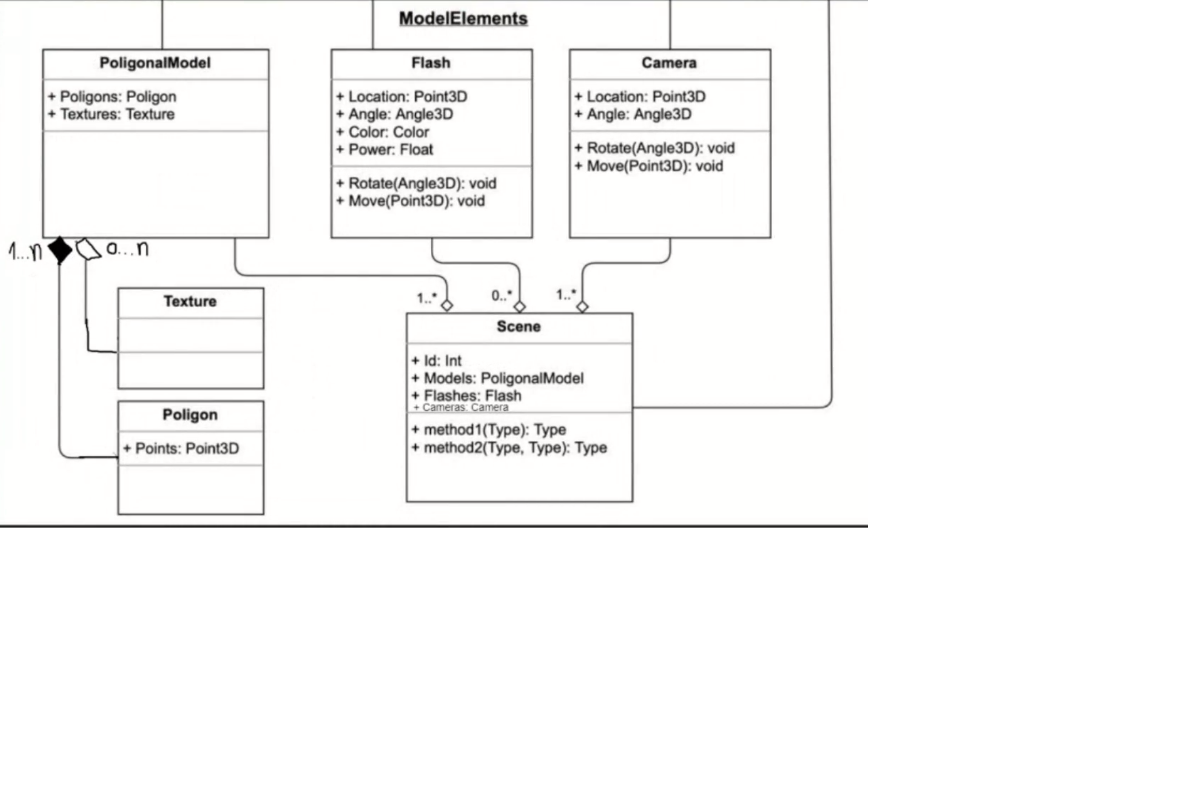 ModelElements
PoligonalModel
+ Poligons: Poligon
+ Textures: Texture
Flash
+ Location: Point3D
+ Angle: Angle3D
+ Color: Color
+ Power: Float
+ Rotate(Angle3D): void
+ Move(Point3D): void
Camera
+ Location: Point3D
+ Angle: Angle3D
+ Rotate(Angle3D): void
+ Move(Point3D): void
1...n
0...n
1..*
0..*
1..*
Texture
Poligon
+ Points: Point3D
Scene
+ Id: Int
+ Models: PoligonalModel
+ Flashes: Flash
+ Cameras: Camera
+ method1(Type): Type
+ method2(Type, Type): Type